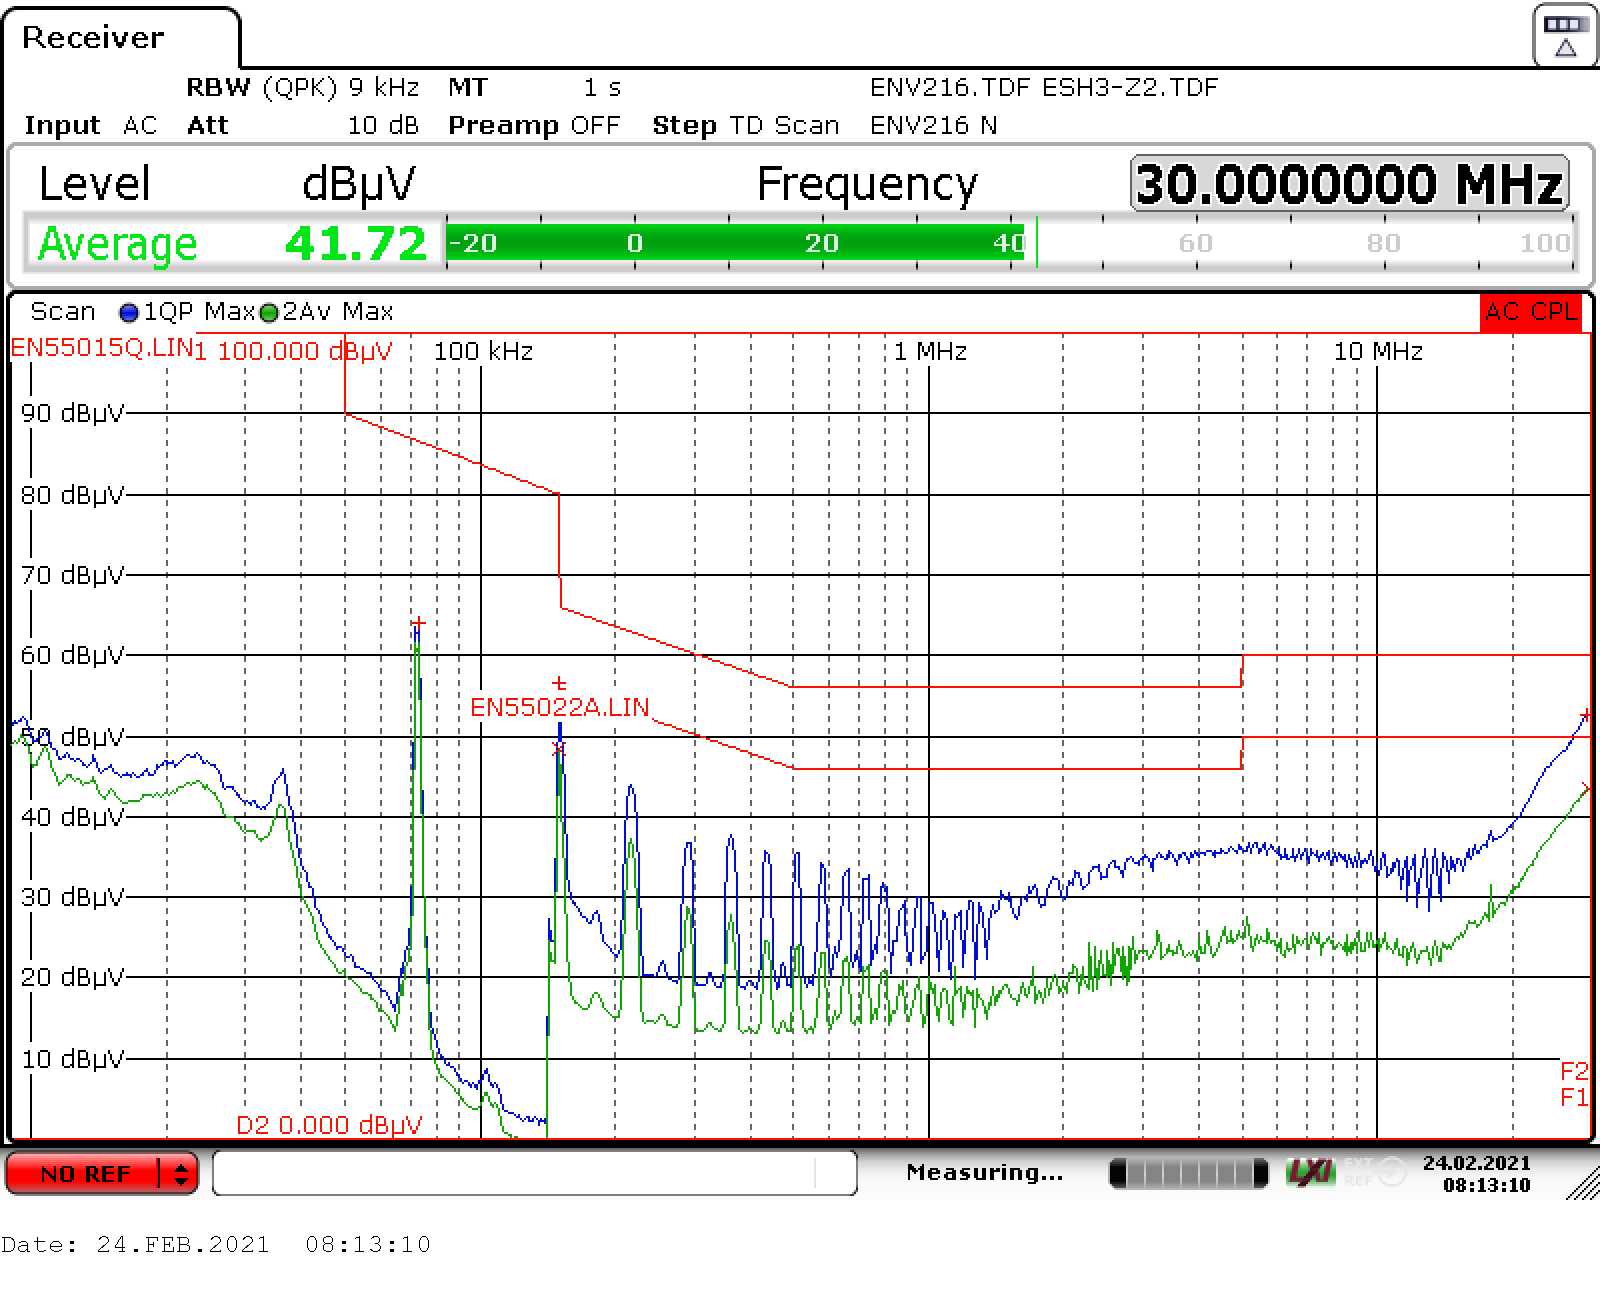 Receiver
RBW (QPK) 9 kHz MT 1 s ENV216.TDF ESH3-Z2.TDF
Input AC Att 10 dB Preamp OFF Step TD Scan ENV216 N
Level dBµV Frequency 30.0000000 MHz
Average 41.72 -20 0 20 40 60 80 100
Scan 1QP Max 2Av Max AC CPL
EN55015Q.LIN 1 100.000 dBµV 100 kHz 1 MHz 10 MHz
90 dBµV
80 dBµV
70 dBµV
60 dBµV
EN55022A.LIN
50 dBµV
40 dBµV
30 dBµV
20 dBµV
10 dBµV
F2
F1
D2 0.000 dBµV
NO REF Measuring... LXI EXT REF 24.02.2021
08:13:10
Date: 24.FEB.2021 08:13:10